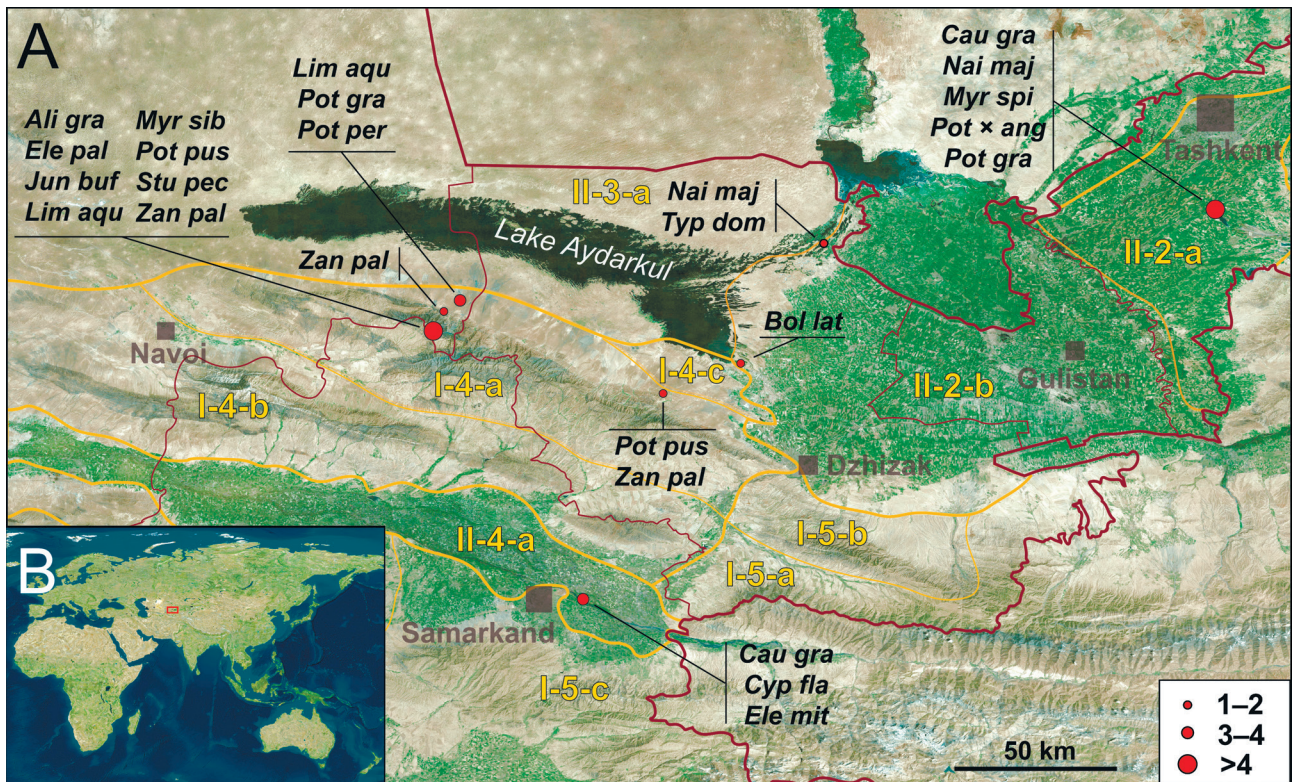 A
Ali gra Myr sib
Ele pal Pot pus
Jun buf Stu pec
Lim aqu Zan pal
Lim aqu
Pot gra
Pot per
Zan pal
Nai maj
Typ dom
Cau gra
Nai maj
Myr spi
Pot × ang
Pot gra
Tashkent
II-3-a
Lake Aydarkul
II-2-a
Bol lat
Navoi
I-4-c
I-4-a
I-4-b
II-2-b
Gulistan
Pot pus
Zan pal
Dzhizak
II-4-a
I-5-b
I-5-a
Samarkand
I-5-c
Cau gra
Cyp fla
Ele mit
B
50 km
1–2
3–4
>4